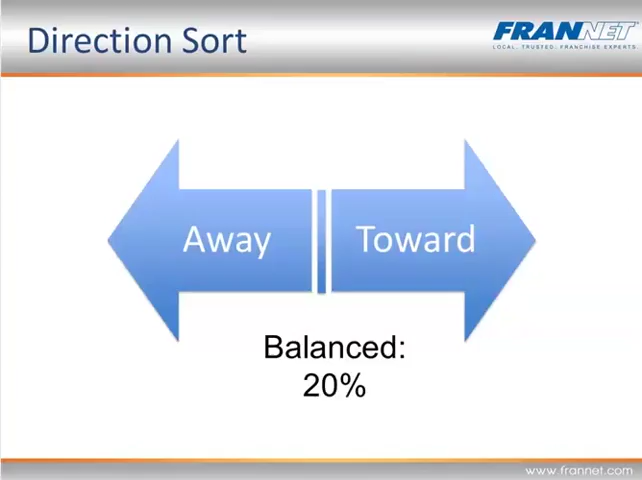 Direction Sort
FRANNET
LOCAL. TRUSTED. FRANCHISE EXPERTS.
Away
Toward
Balanced:
20%
www.frannet.com